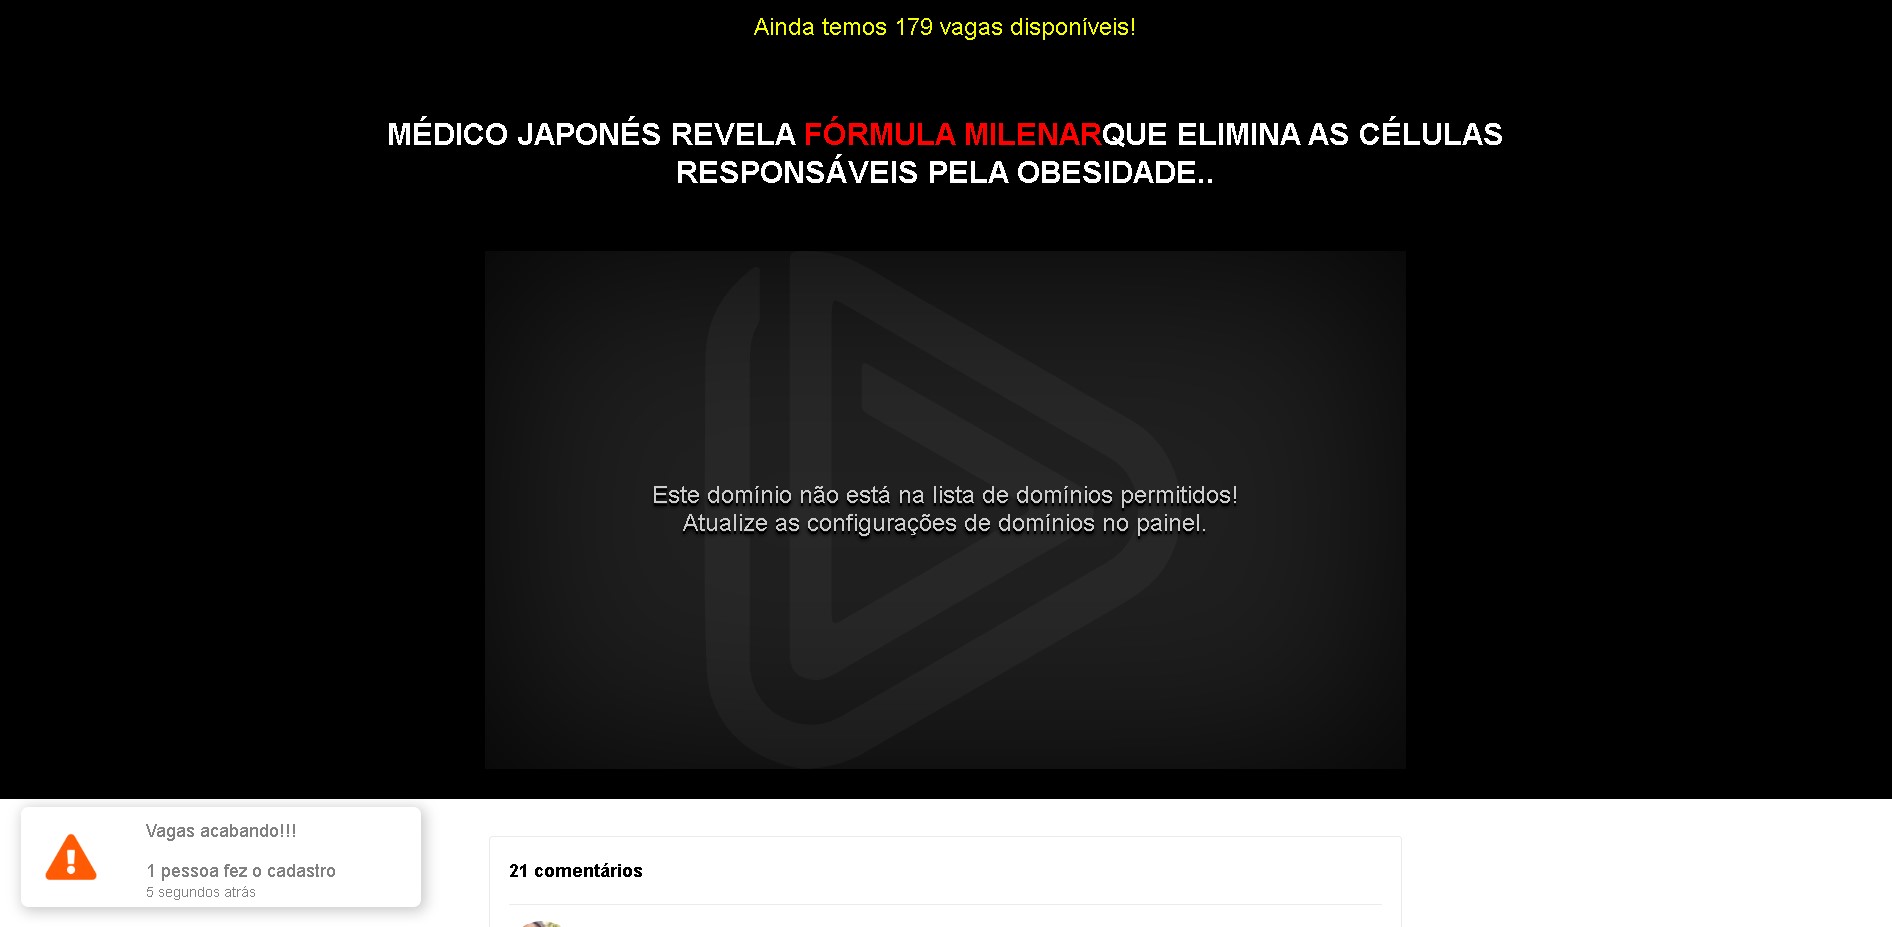 Ainda temos 179 vagas disponíveis!
MÉDICO JAPONÉS REVELA FÓRMULA MILENARQUE ELIMINA AS CÉLULAS
RESPONSÁVEIS PELA OBESIDADE..
Este domínio não está na lista de domínios permitidos!
Atualize as configurações de domínios no painel.
Vagas acabando!!!
1 pessoa fez o cadastro
5 segundos atrás
21 comentários